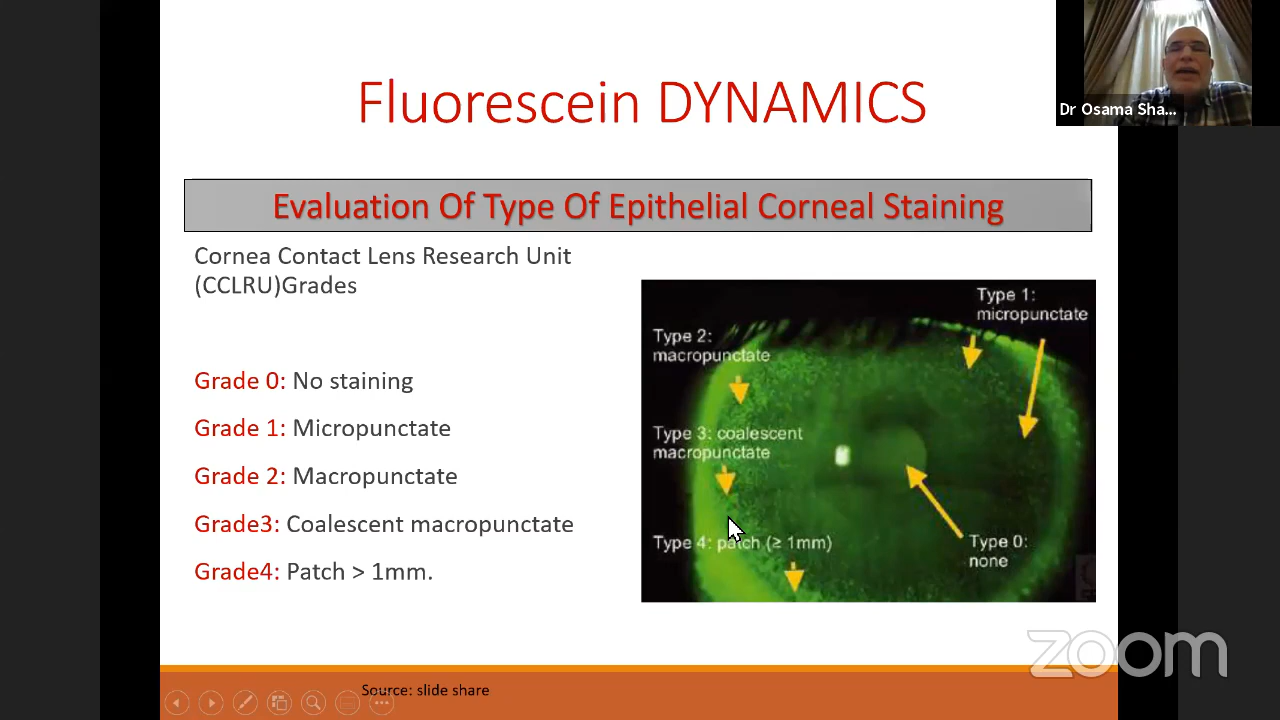 Fluorescein DYNAMICS
Dr Osama Sha...
Evaluation Of Type Of Epithelial Corneal Staining
Cornea Contact Lens Research Unit
(CCLRU)Grades
Grade 0: No staining
Grade 1: Micropunctate
Grade 2: Macropunctate
Grade3: Coalescent macropunctate
Grade4: Patch > 1mm.
Type 1:
micropunctate
Type 2:
macropunctate
Type 3: coalescent
macropunctate
Type 4: patch (≥ 1mm)
Type 0:
none
zoom
Source: slide share